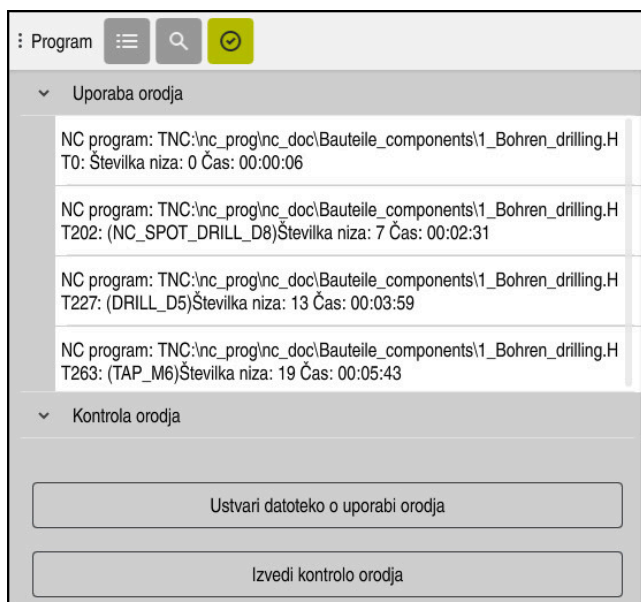 Program
Uporaba orodja
NC program: TNC:\nc_prog\nc_doc\Bauteile_components\1_Bohren_drilling.H
T0: Številka niza: 0 Čas: 00:00:06
NC program: TNC:\nc_prog\nc_doc\Bauteile_components\1_Bohren_drilling.H
T202: (NC_SPOT_DRILL_D8)Številka niza: 7 Čas: 00:02:31
NC program: TNC:\nc_prog\nc_doc\Bauteile_components\1_Bohren_drilling.H
T227: (DRILL_D5)Številka niza: 13 Čas: 00:03:59
NC program: TNC:\nc_prog\nc_doc\Bauteile_components\1_Bohren_drilling.H
T263: (TAP_M6)Številka niza: 19 Čas: 00:05:43
Kontrola orodja
Ustvari datoteko o uporabi orodja
Izvedi kontrolo orodja